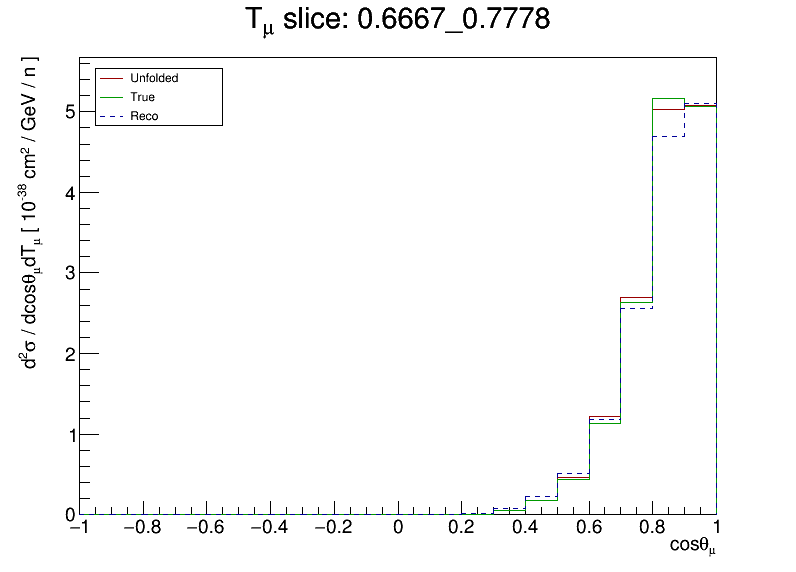 Tμ slice: 0.6667_0.7778
d²σ / dcosθμdTμ [ 10⁻³⁸ cm² / GeV / n ]
Unfolded
True
Reco
5
4
3
2
1
0
−1 −0.8 −0.6 −0.4 −0.2 0 0.2 0.4 0.6 0.8 1
cosθμ